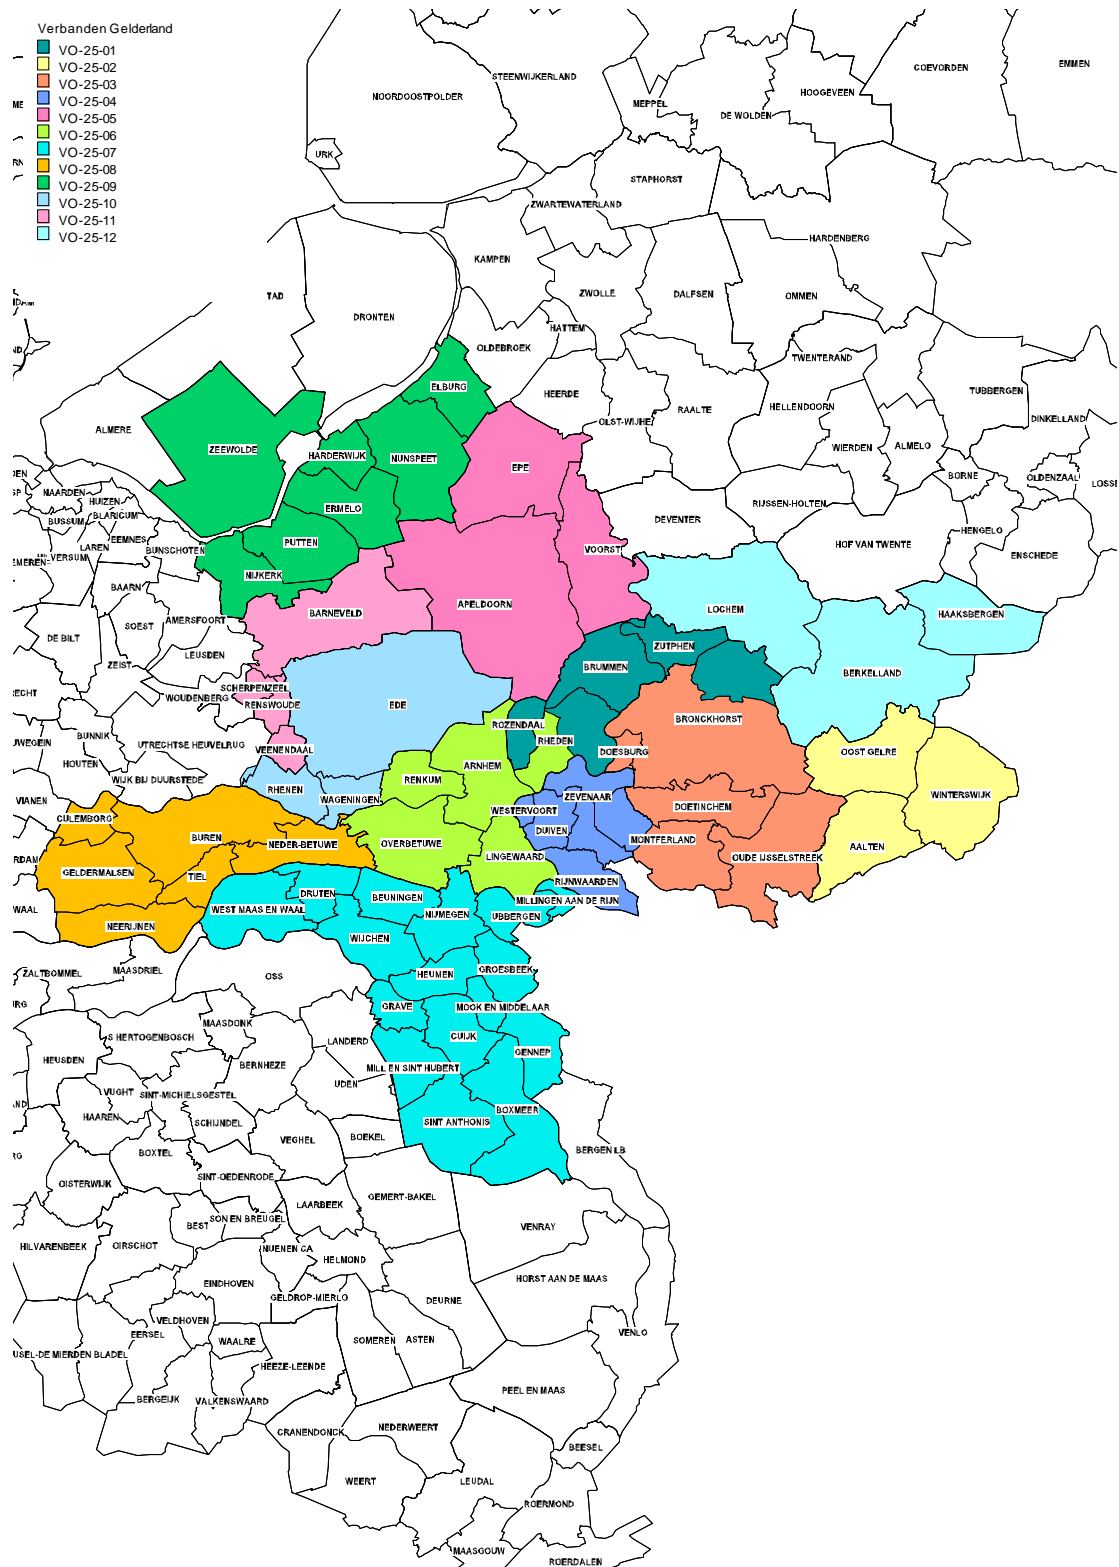 Verbanden Gelderland
VO-25-01
VO-25-02
VO-25-03
VO-25-04
VO-25-05
VO-25-06
VO-25-07
VO-25-08
VO-25-09
VO-25-10
VO-25-11
VO-25-12
STEENWIJKERLAND
COEVORDEN
EMMEN
NOORDOOSTPOLDER
HOOGEVEEN
MEPPEL
DE WOLDEN
URK
STAPHORST
ZWARTEWATERLAND
HARDENBERG
KAMPEN
ZWOLLE
DALFSEN
OMMEN
TAD
DRONTEN
HATTEM
OLDEBROEK
TWENTERAND
ELBURG
HEERDE
TUBBERGEN
ALMERE
OLST-WIJHE
RAALTE
HELLENDOORN
DINKELLAND
ZEEWOLDE
HARDERWIJK
NUNSPEET
WIERDEN
ALMELO
EPE
BORNE
OLDENZAAL
LOSSE
NAARDEN
HUIZEN
ERMELO
RIJSSEN-HOLTEN
BUSSUM
BLARICUM
DEVENTER
HENGELO
EEMNES
PUTTEN
HOF VAN TWENTE
LAREN
BUNSCHOTEN
VOORST
ENSCHEDE
VERSUM
NIJKERK
BAARN
APELDOORN
LOCHEM
HAAKSBERGEN
BARNEVELD
SOEST
AMERSFOORT
DE BILT
LEUSDEN
ZUTPHEN
ZEIST
BRUMMEN
BERKELLAND
SCHERPENZEEL
WOUDENBERG
RENSWOUDE
EDE
BRONCKHORST
ROZENDAAL
BUNNIK
UTRECHTSE HEUVELRUG
RHEDEN
DOESBURG
OOST GELRE
VEENENDAAL
HOUTEN
ARNHEM
WIJK BIJ DUURSTEDE
RENKUM
RHENEN
WAGENINGEN
ZEVENAAR
WINTERSWIJK
VIANEN
WESTERVOORT
DOETINCHEM
CULEMBORG
DUIVEN
BUREN
NEDER-BETUWE
OVERBETUWE
MONTFERLAND
AALTEN
LINGEWAARD
OUDE IJSSELSTREEK
GELDERMALSEN
TIEL
RIJNWAARDEN
DRUTEN
BEUNINGEN
MILLINGEN AAN DE RIJN
WEST MAAS EN WAAL
NIJMEGEN
UBBERGEN
NEERIJNEN
WIJCHEN
GROESBEEK
ZALTBOMMEL
MAASDRIEL
OSS
HEUMEN
GRAVE
MOOK EN MIDDELAAR
MAASDONK
S HERTOGENBOSCH
CUIJK
LANDERD
GENNEP
HEUSDEN
BERNHEZE
MILL EN SINT HUBERT
UDEN
VUGHT
SINT-MICHIELSGESTEL
BOXMEER
HAAREN
SCHIJNDEL
SINT ANTHONIS
BOEKEL
VEGHEL
BOXTEL
BERGEN LB
SINT-OEDENRODE
OISTERWIJK
GEMERT-BAKEL
LAARBEEK
SON EN BREUGEL
BEST
VENRAY
OIRSCHOT
HILVARENBEEK
NUENEN CA
HELMOND
HORST AAN DE MAAS
EINDHOVEN
GELDROP-MIERLO
DEURNE
VELDHOVEN
EERSEL
WAALRE
SOMEREN
ASTEN
VENLO
USEL-DE MIERDEN
BLADEL
HEEZE-LEENDE
PEEL EN MAAS
BERGEIJK
VALKENSWAARD
NEDERWEERT
CRANENDONCK
BEESEL
WEERT
LEUDAL
ROERMOND
MAASGOUW
ROERDALEN